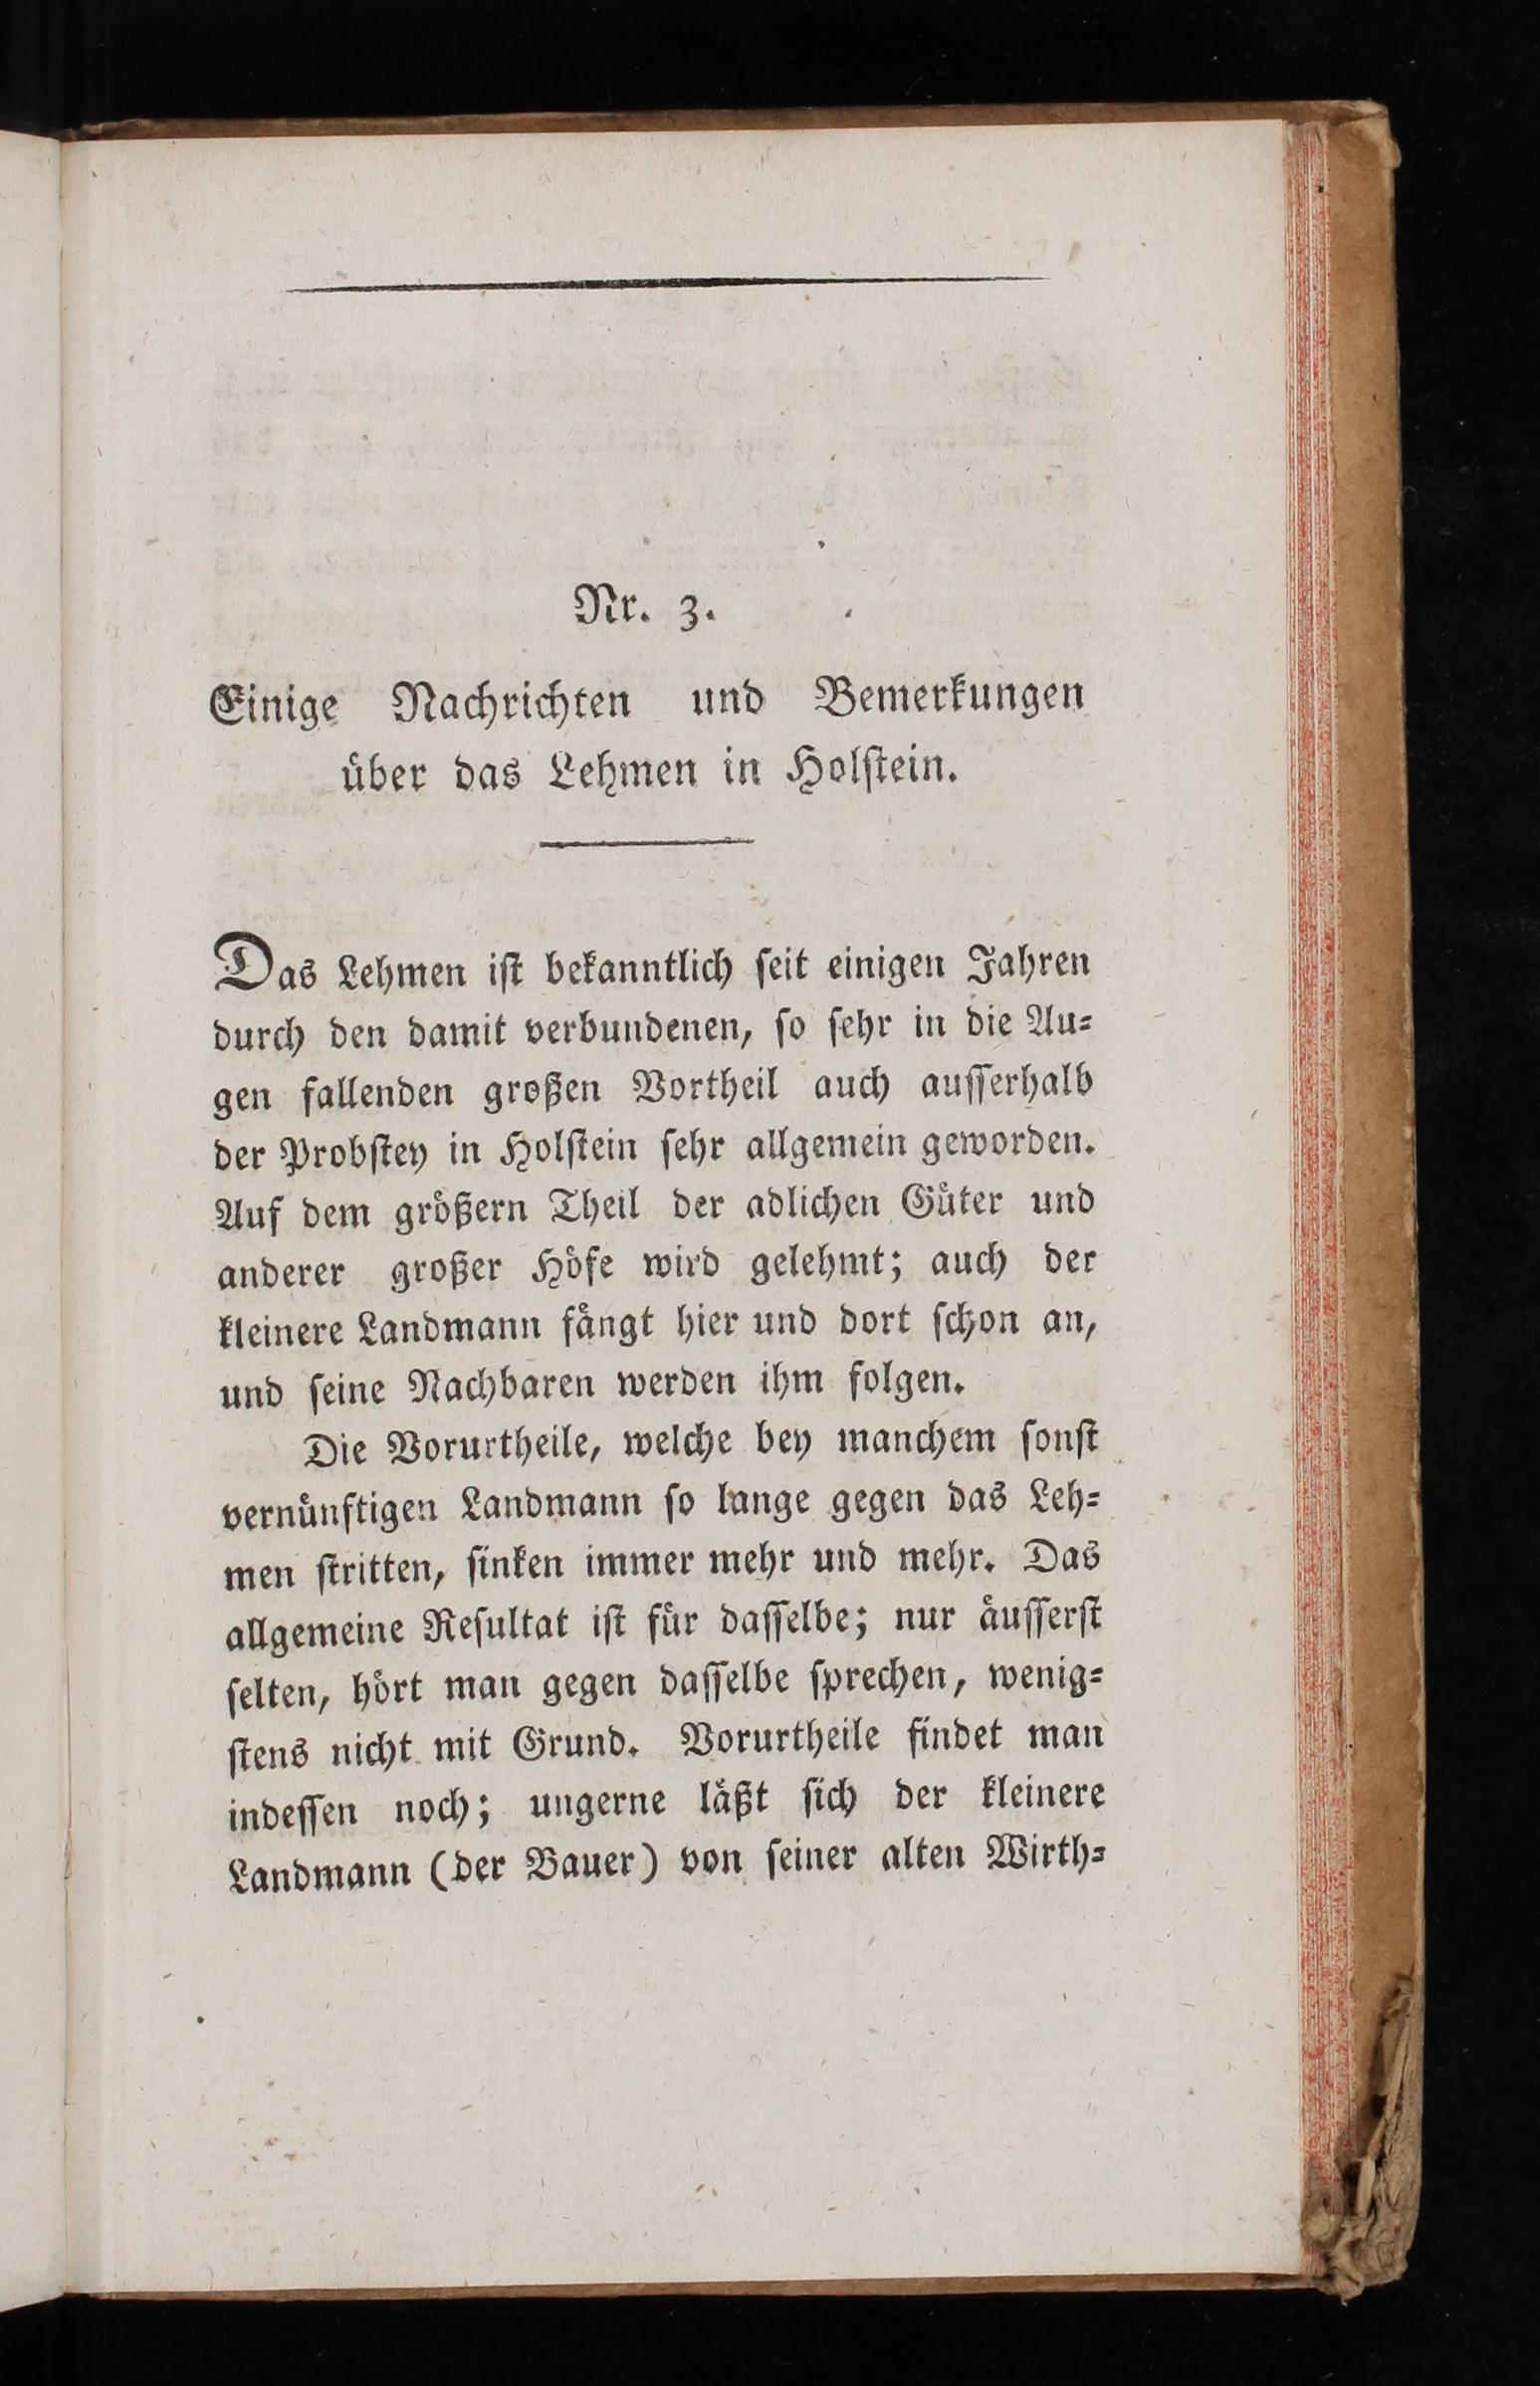 Nr. 3.
Einige Nachrichten und Bemerkungen
über das Lehmen in Holſtein.
Das Lehmen iſt bekanntlich ſeit einigen Jahren
durch den damit verbundenen, ſo ſehr in die Au⸗
gen fallenden großen Vortheil auch auſſerhalb
der Probſtey in Holſtein ſehr allgemein geworden.
Auf dem größern Theil der adlichen Güter und
anderer großer Höfe wird gelehmt; auch der
kleinere Landmann fängt hier und dort ſchon an,
und ſeine Nachbaren werden ihm folgen.
Die Vorurtheile, welche bey manchem ſonſt
vernünftigen Landmann ſo lange gegen das Leh⸗
men ſtritten, ſinken immer mehr und mehr. Das
allgemeine Reſultat iſt für daſſelbe; nur äuſſerſt
ſelten, hört man gegen daſſelbe ſprechen, wenig⸗
ſtens nicht mit Grund. Vorurtheile findet man
indeſſen noch; ungerne läßt ſich der kleinere
Landmann (der Bauer) von ſeiner alten Wirth⸗